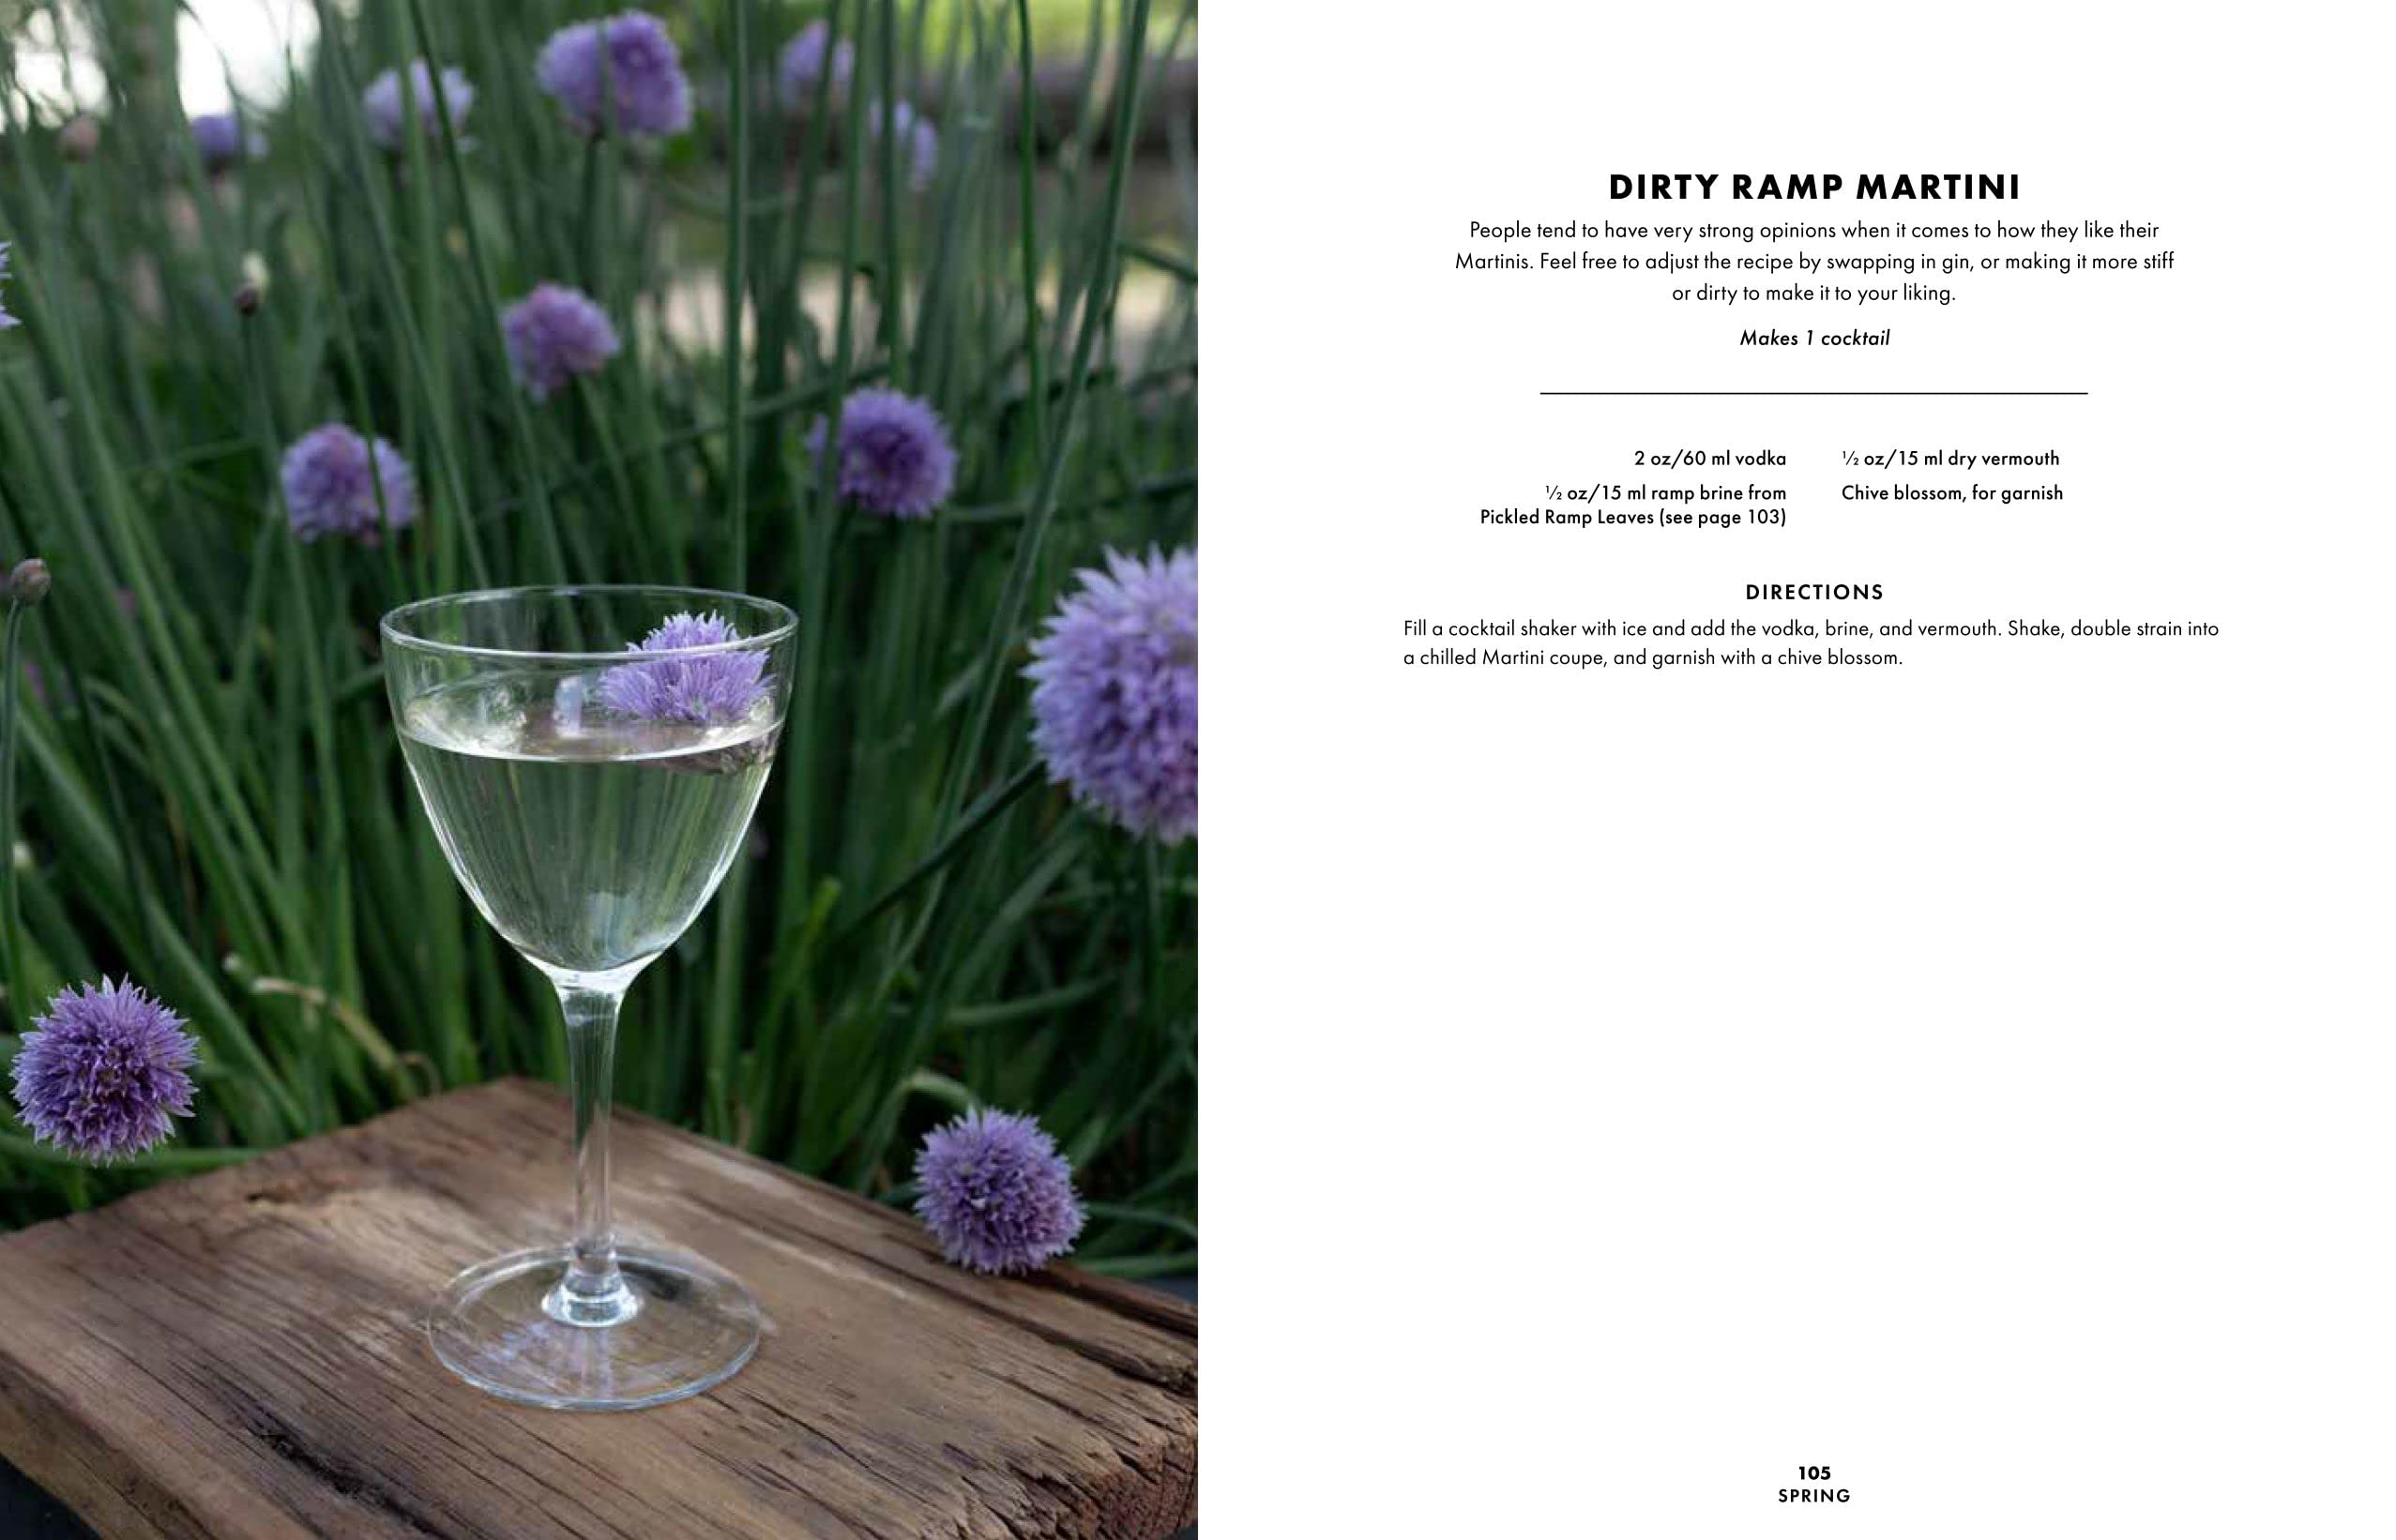 DIRTY RAMP MARTINI
People tend to have very strong opinions when it comes to how they like their
Martinis. Feel free to adjust the recipe by swapping in gin, or making it more stiff
or dirty to make it to your liking.
Makes 1 cocktail
2 oz/60 ml vodka
½ oz/15 ml ramp brine from
Pickled Ramp Leaves (see page 103)
½ oz/15 ml dry vermouth
Chive blossom, for garnish
DIRECTIONS
Fill a cocktail shaker with ice and add the vodka, brine, and vermouth. Shake, double strain into
a chilled Martini coupe, and garnish with a chive blossom.
105
SPRING